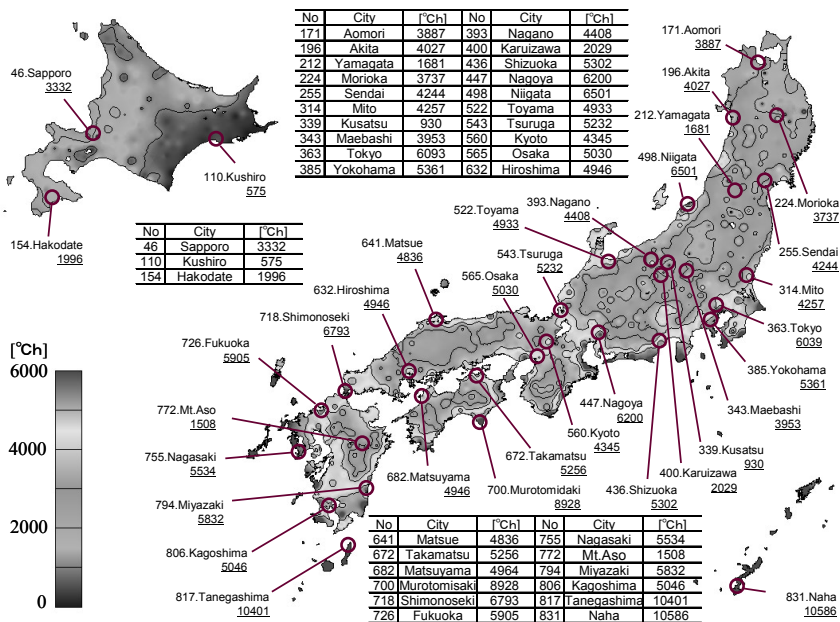 No City [℃h] No City [℃h]
171 Aomori 3887 393 Nagano 4408
196 Akita 4027 400 Karuizawa 2029
212 Yamagata 1681 436 Shizuoka 5302
224 Morioka 3737 447 Nagoya 6200
255 Sendai 4244 498 Niigata 6501
314 Mito 4257 522 Toyama 4933
339 Kusatsu 930 543 Tsuruga 5232
343 Maebashi 3953 560 Kyoto 4345
363 Tokyo 6093 565 Osaka 5030
385 Yokohama 5361 632 Hiroshima 4946
171.Aomori
3887
46.Sapporo
3332
196.Akita
4027
212.Yamagata
1681
110.Kushiro
575
498.Niigata
6501
393.Nagano
4408
522.Toyama
4933
224.Morioka
3737
154.Hakodate
1996
No City [℃h]
46 Sapporo 3332
110 Kushiro 575
154 Hakodate 1996
641.Matsue
4836
543.Tsuruga
5232
255.Sendai
4244
565.Osaka
5030
632.Hiroshima
4946
314.Mito
4257
718.Shimonoseki
6793
363.Tokyo
6039
726.Fukuoka
5905
385.Yokohama
5361
[℃h]
6000
4000
2000
0
772.Mt.Aso
1508
447.Nagoya
6200
343.Maebashi
3953
560.Kyoto
4345
339.Kusatsu
930
755.Nagasaki
5534
672.Takamatsu
5256
400.Karuizawa
2029
682.Matsuyama
4946
700.Murotomidaki
8928
436.Shizuoka
5302
794.Miyazaki
5832
806.Kagoshima
5046
817.Tanegashima
10401
831.Naha
10586
No City [℃h] No City [℃h]
641 Matsue 4836 755 Nagasaki 5534
672 Takamatsu 5256 772 Mt.Aso 1508
682 Matsuyama 4964 794 Miyazaki 5832
700 Murotomisaki 8928 806 Kagoshima 5046
718 Shimonoseki 6793 817 Tanegashima 10401
726 Fukuoka 5905 831 Naha 10586